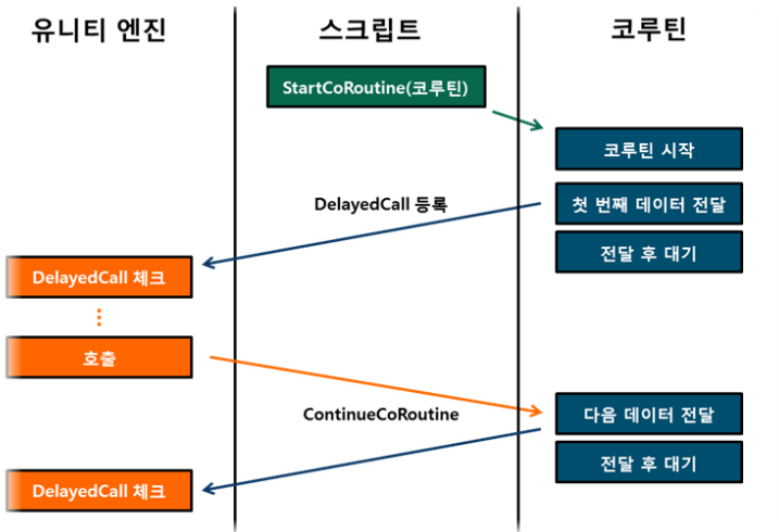 유니티 엔진
스크립트
코루틴
StartCoRoutine(코루틴)
코루틴 시작
DelayedCall 등록
첫 번째 데이터 전달
전달 후 대기
DelayedCall 체크
호출
ContinueCoRoutine
다음 데이터 전달
전달 후 대기
DelayedCall 체크